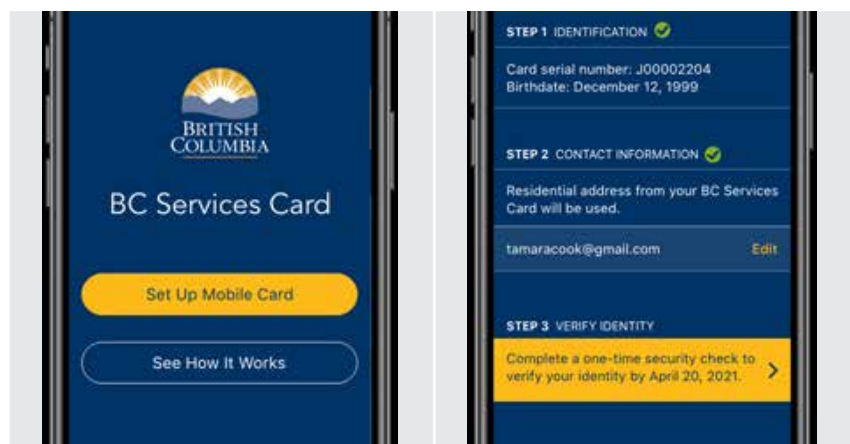 BRITISH
COLUMBIA
BC Services Card
Set Up Mobile Card
See How It Works
STEP 1 IDENTIFICATION
Card serial number: J00002204
Birthdate: December 12, 1999
STEP 2 CONTACT INFORMATION
Residential address from your BC Services
Card will be used.
tamaracook@gmail.com Edit
STEP 3 VERIFY IDENTITY
Complete a one-time security check to
verify your identity by April 20, 2021.